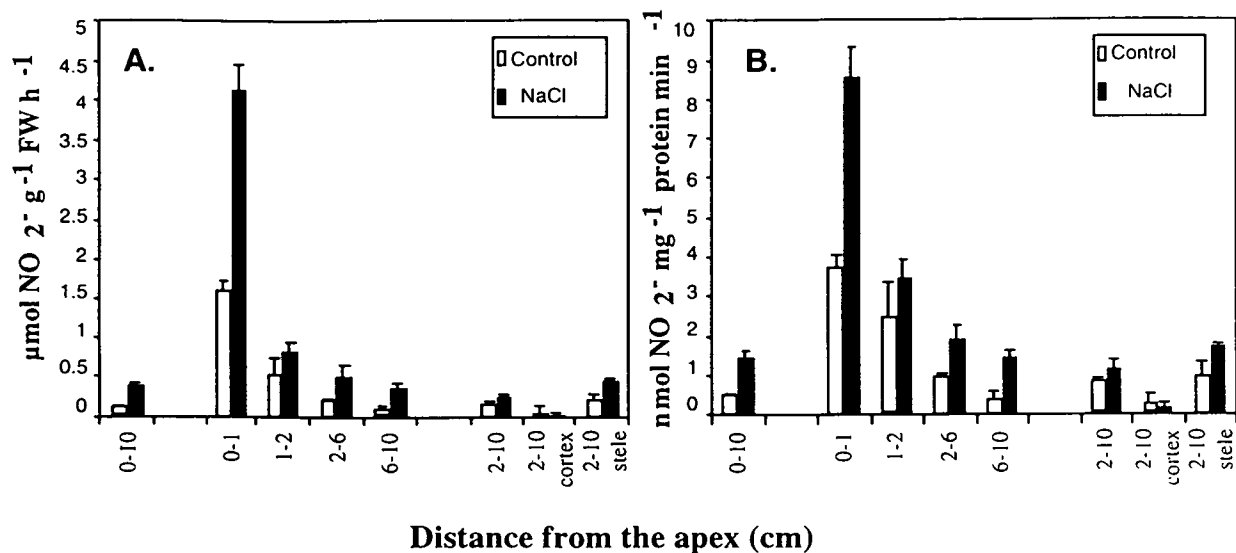 A.
Control
NaCl
µmol NO 2⁻ g -1 FW h -1
5
4.5
4
3.5
3
2.5
2
1.5
1
0.5
0
0-10
0-1
1-2
2-6
6-10
2-10
2-10 cortex
2-10 stele
B.
Control
NaCl
nmol NO 2⁻ mg -1 protein min -1
10
9
8
7
6
5
4
3
2
1
0
0-10
0-1
1-2
2-6
6-10
2-10
2-10 cortex
2-10 stele
Distance from the apex (cm)